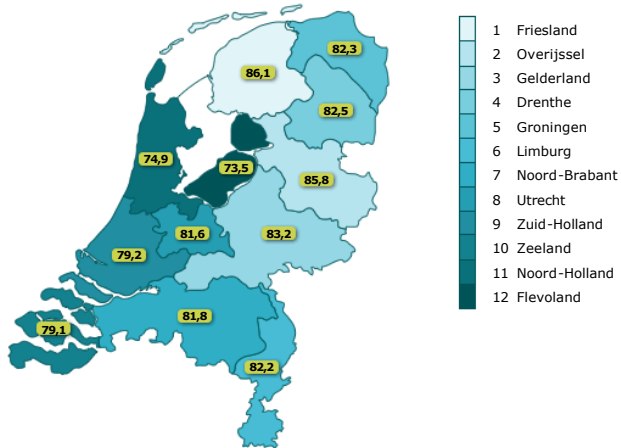 82,3
86,1
82,5
74,9
73,5
85,8
81,6
83,2
79,2
81,8
79,1
82,2
1 Friesland
2 Overijssel
3 Gelderland
4 Drenthe
5 Groningen
6 Limburg
7 Noord-Brabant
8 Utrecht
9 Zuid-Holland
10 Zeeland
11 Noord-Holland
12 Flevoland